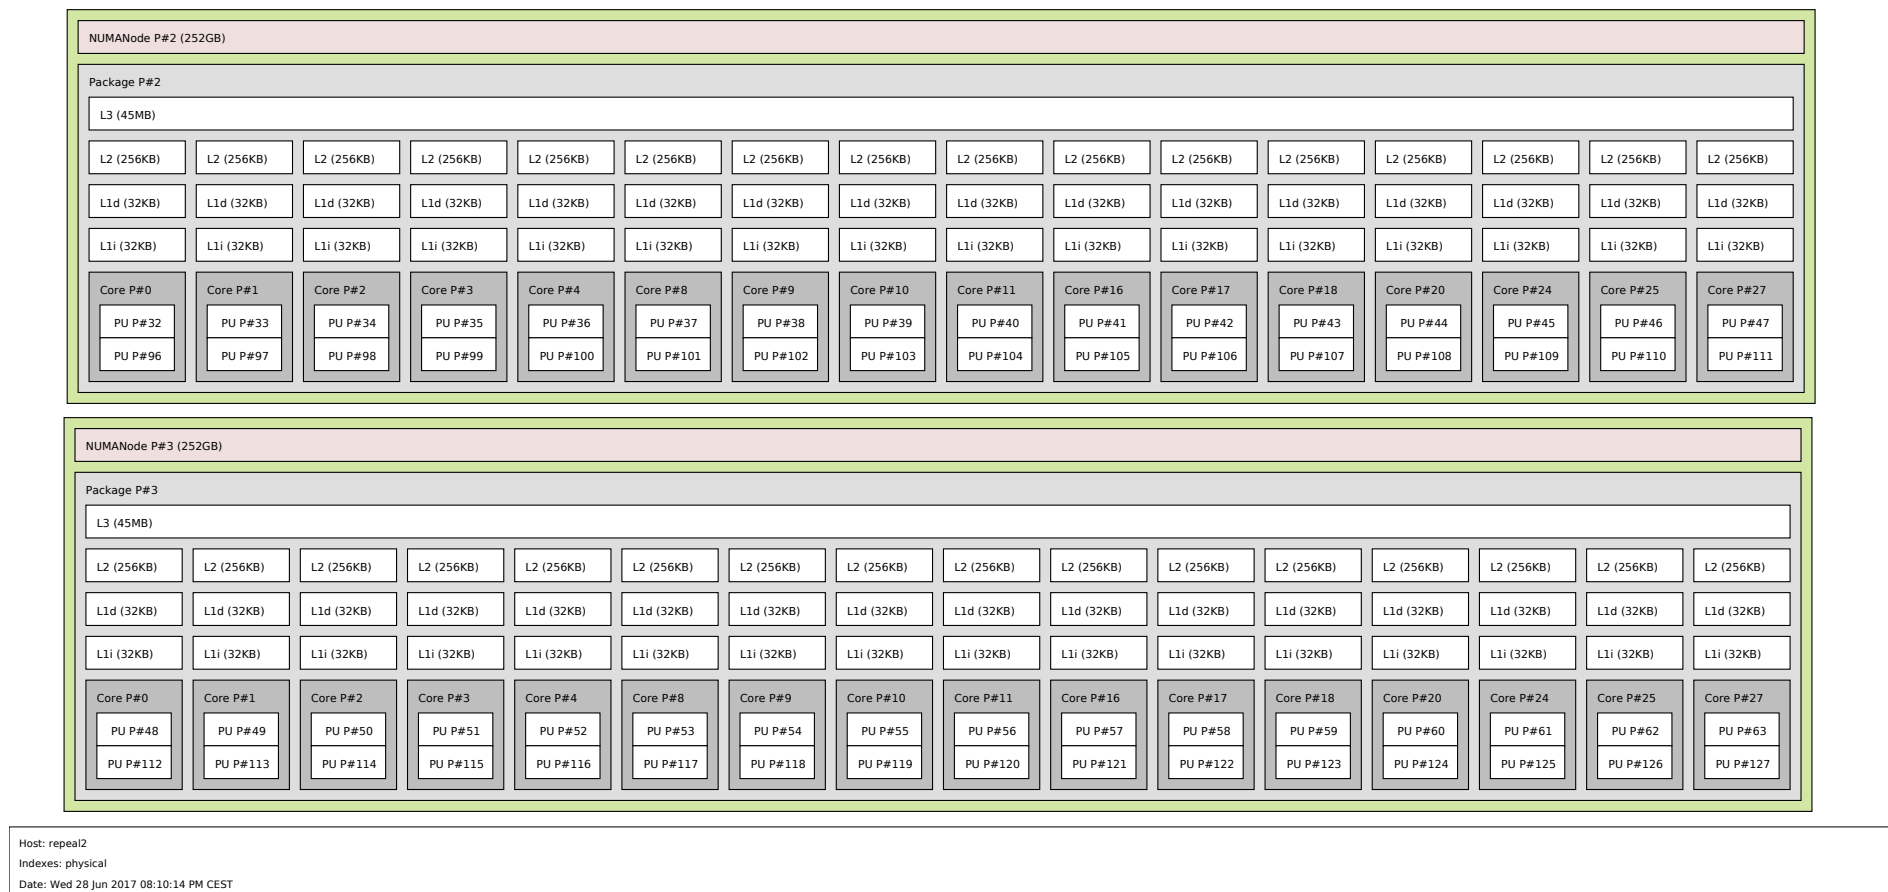 NUMANode P#2 (252GB)
Package P#2
L3 (45MB)
L2 (256KB) L2 (256KB) L2 (256KB) L2 (256KB) L2 (256KB) L2 (256KB) L2 (256KB) L2 (256KB) L2 (256KB) L2 (256KB) L2 (256KB) L2 (256KB) L2 (256KB) L2 (256KB) L2 (256KB) L2 (256KB)
L1d (32KB) L1d (32KB) L1d (32KB) L1d (32KB) L1d (32KB) L1d (32KB) L1d (32KB) L1d (32KB) L1d (32KB) L1d (32KB) L1d (32KB) L1d (32KB) L1d (32KB) L1d (32KB) L1d (32KB) L1d (32KB)
L1i (32KB) L1i (32KB) L1i (32KB) L1i (32KB) L1i (32KB) L1i (32KB) L1i (32KB) L1i (32KB) L1i (32KB) L1i (32KB) L1i (32KB) L1i (32KB) L1i (32KB) L1i (32KB) L1i (32KB) L1i (32KB)
Core P#0 Core P#1 Core P#2 Core P#3 Core P#4 Core P#8 Core P#9 Core P#10 Core P#11 Core P#16 Core P#17 Core P#18 Core P#20 Core P#24 Core P#25 Core P#27
PU P#32 PU P#33 PU P#34 PU P#35 PU P#36 PU P#37 PU P#38 PU P#39 PU P#40 PU P#41 PU P#42 PU P#43 PU P#44 PU P#45 PU P#46 PU P#47
PU P#96 PU P#97 PU P#98 PU P#99 PU P#100 PU P#101 PU P#102 PU P#103 PU P#104 PU P#105 PU P#106 PU P#107 PU P#108 PU P#109 PU P#110 PU P#111
NUMANode P#3 (252GB)
Package P#3
L3 (45MB)
L2 (256KB) L2 (256KB) L2 (256KB) L2 (256KB) L2 (256KB) L2 (256KB) L2 (256KB) L2 (256KB) L2 (256KB) L2 (256KB) L2 (256KB) L2 (256KB) L2 (256KB) L2 (256KB) L2 (256KB) L2 (256KB)
L1d (32KB) L1d (32KB) L1d (32KB) L1d (32KB) L1d (32KB) L1d (32KB) L1d (32KB) L1d (32KB) L1d (32KB) L1d (32KB) L1d (32KB) L1d (32KB) L1d (32KB) L1d (32KB) L1d (32KB) L1d (32KB)
L1i (32KB) L1i (32KB) L1i (32KB) L1i (32KB) L1i (32KB) L1i (32KB) L1i (32KB) L1i (32KB) L1i (32KB) L1i (32KB) L1i (32KB) L1i (32KB) L1i (32KB) L1i (32KB) L1i (32KB) L1i (32KB)
Core P#0 Core P#1 Core P#2 Core P#3 Core P#4 Core P#8 Core P#9 Core P#10 Core P#11 Core P#16 Core P#17 Core P#18 Core P#20 Core P#24 Core P#25 Core P#27
PU P#48 PU P#49 PU P#50 PU P#51 PU P#52 PU P#53 PU P#54 PU P#55 PU P#56 PU P#57 PU P#58 PU P#59 PU P#60 PU P#61 PU P#62 PU P#63
PU P#112 PU P#113 PU P#114 PU P#115 PU P#116 PU P#117 PU P#118 PU P#119 PU P#120 PU P#121 PU P#122 PU P#123 PU P#124 PU P#125 PU P#126 PU P#127
Host: repeal2
Indexes: physical
Date: Wed 28 Jun 2017 08:10:14 PM CEST